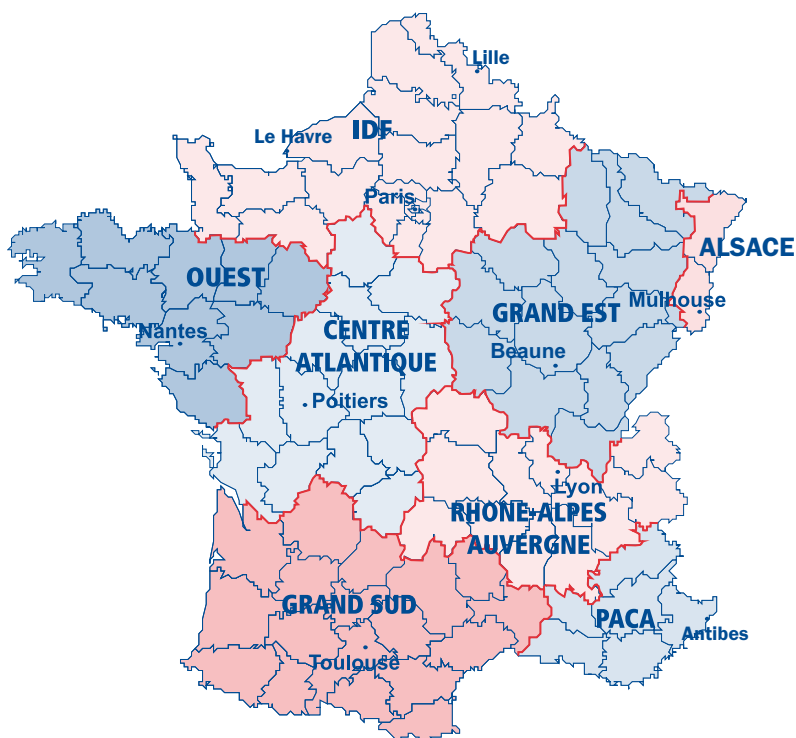 Lille
Le Havre
IDF
Paris
ALSACE
OUEST
Mulhouse
GRAND EST
Nantes
CENTRE
ATLANTIQUE
Beaune
Poitiers
Lyon
RHONE-ALPES
AUVERGNE
GRAND SUD
PACA
Antibes
Toulouse